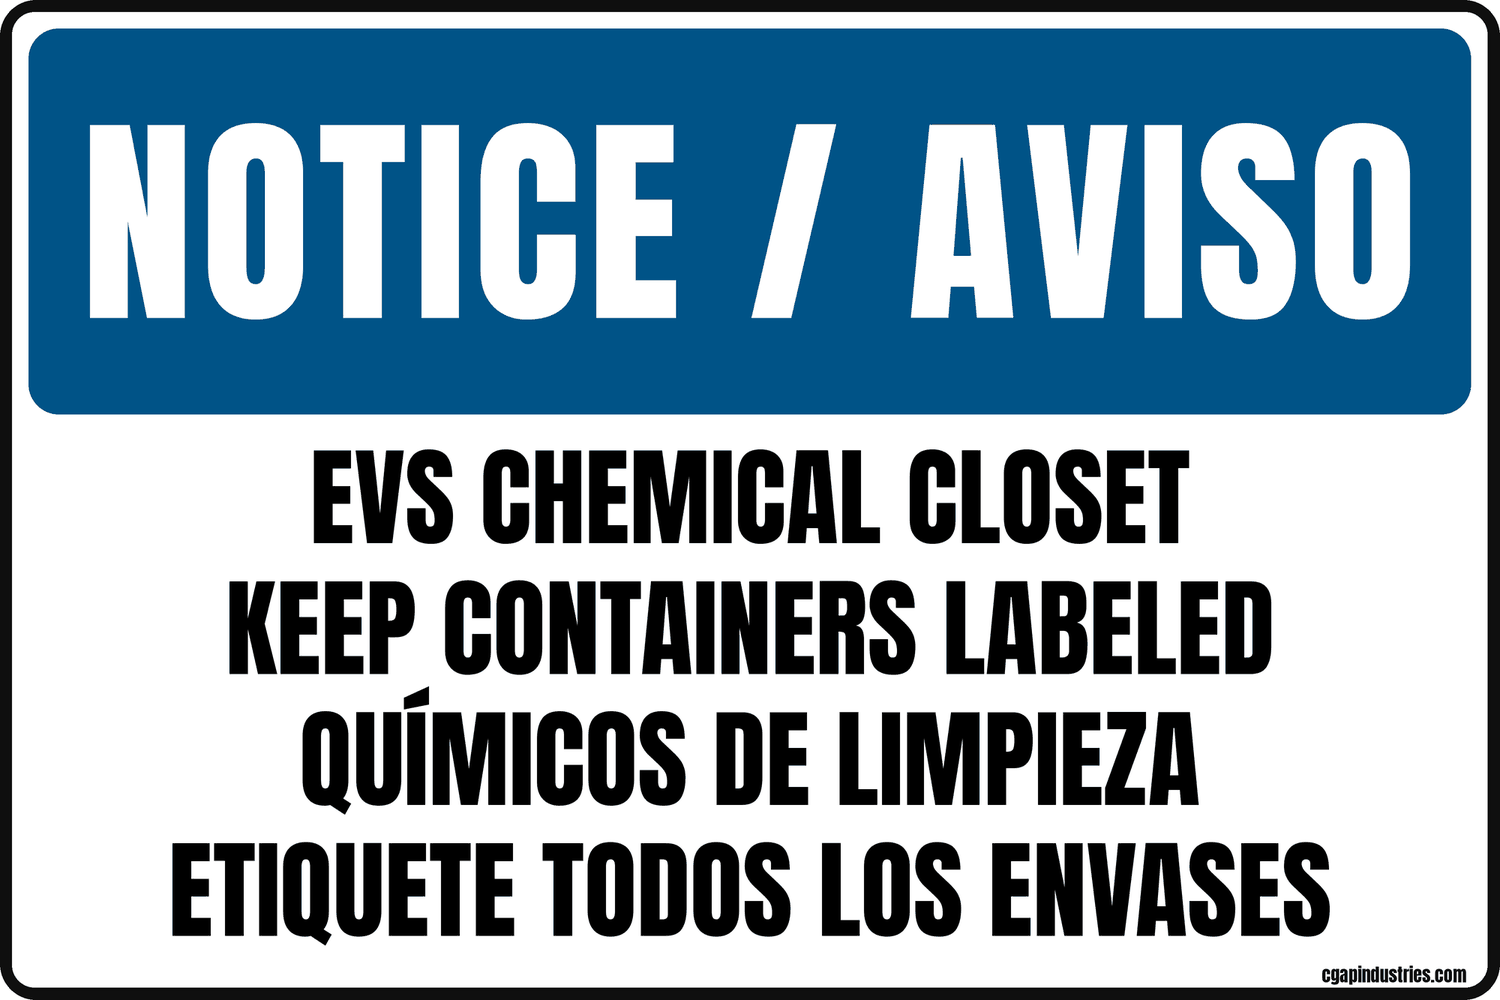 NOTICE / AVISO
EVS CHEMICAL CLOSET
KEEP CONTAINERS LABELED
QUÍMICOS DE LIMPIEZA
ETIQUETE TODOS LOS ENVASES
cgapindustries.com